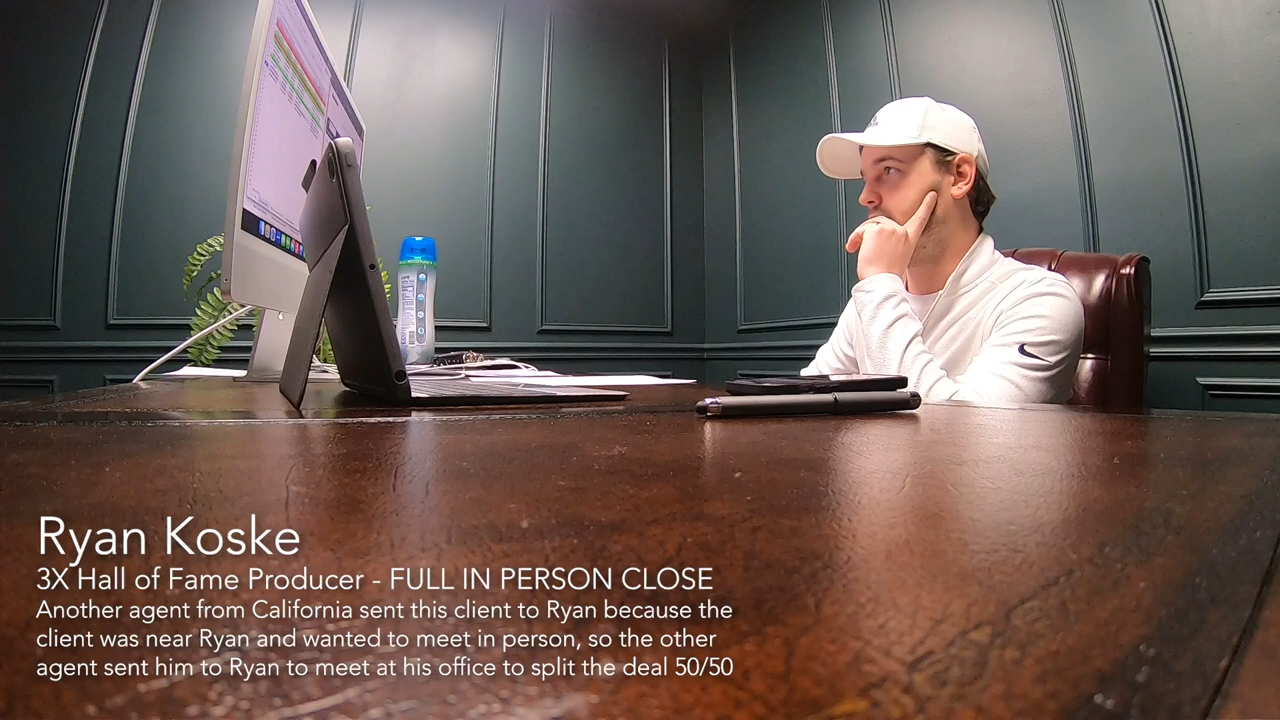 Ryan Koske
3X Hall of Fame Producer - FULL IN PERSON CLOSE
Another agent from California sent this client to Ryan because the
client was near Ryan and wanted to meet in person, so the other
agent sent him to Ryan to meet at his office to split the deal 50/50